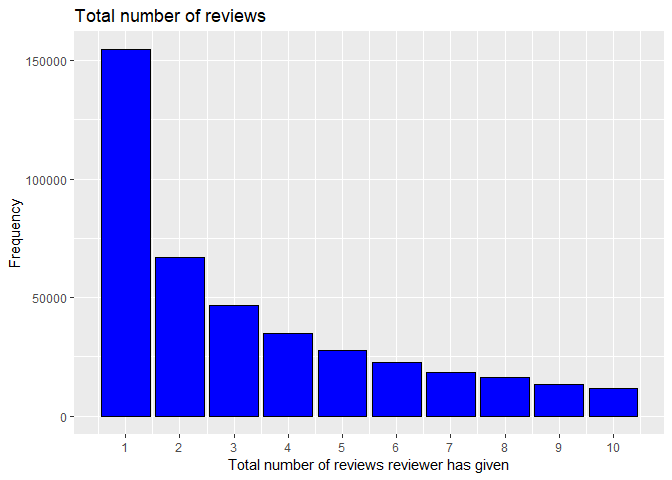 Total number of reviews
150000
100000
50000
0
Frequency
1 2 3 4 5 6 7 8 9 10
Total number of reviews reviewer has given